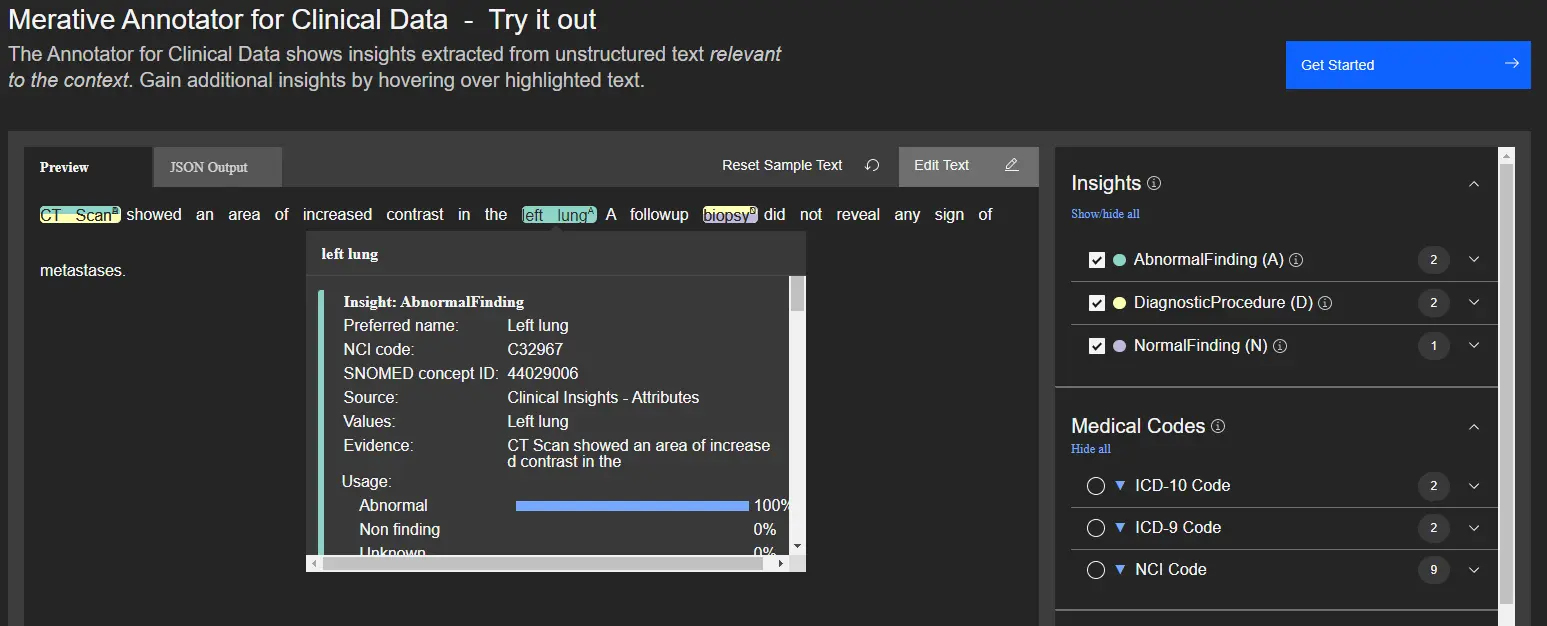 Merative Annotator for Clinical Data - Try it out
The Annotator for Clinical Data shows insights extracted from unstructured text relevant
to the context. Gain additional insights by hovering over highlighted text.
Get Started
Preview
JSON Output
Reset Sample Text
Edit Text
CT Scan showed an area of increased contrast in the left lung A A followup biopsy did not reveal any sign of
metastases.
left lung
Insight: AbnormalFinding
Preferred name: Left lung
NCI code: C32967
SNOMED concept ID: 44029006
Source: Clinical Insights - Attributes
Values: Left lung
Evidence: CT Scan showed an area of increase
d contrast in the
Usage:
Abnormal 100%
Non finding 0%
Unknown 0%
Insights
Show/hide all
AbnormalFinding (A) 2
DiagnosticProcedure (D) 2
NormalFinding (N) 1
Medical Codes
Hide all
ICD-10 Code 2
ICD-9 Code 2
NCI Code 9